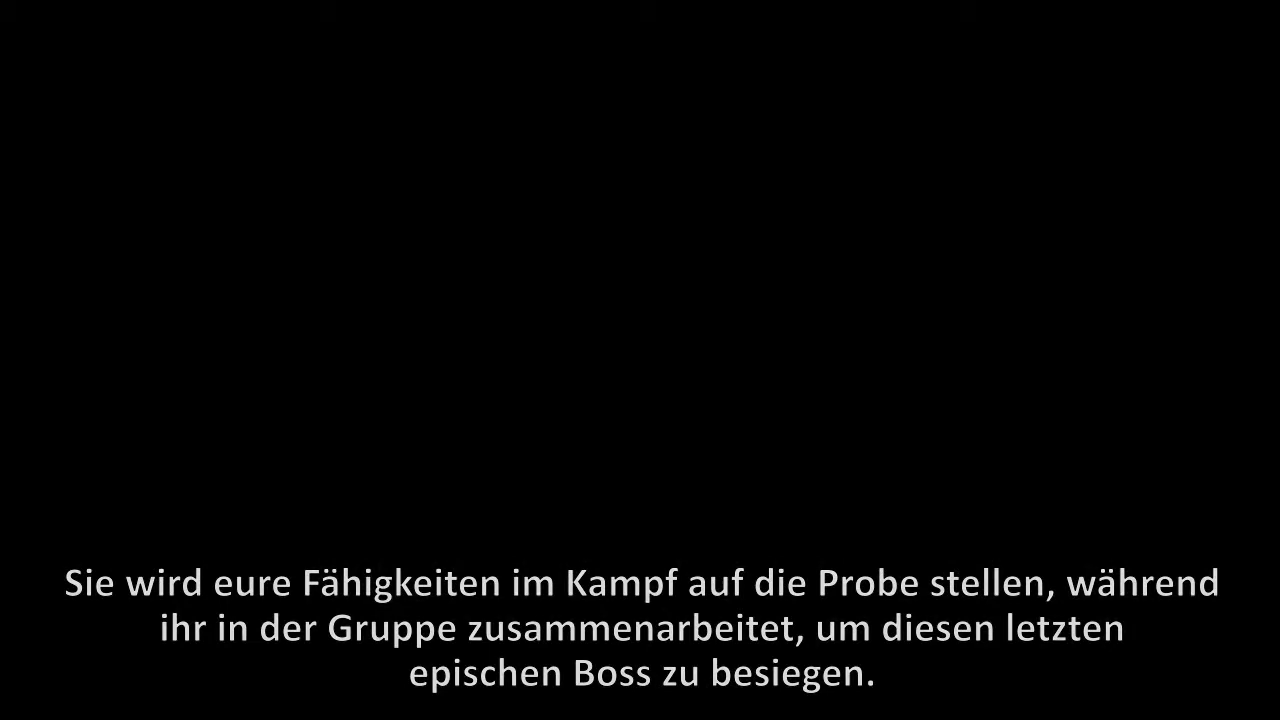 Sie wird eure Fähigkeiten im Kampf auf die Probe stellen, während
ihr in der Gruppe zusammenarbeitet, um diesen letzten
epischen Boss zu besiegen.